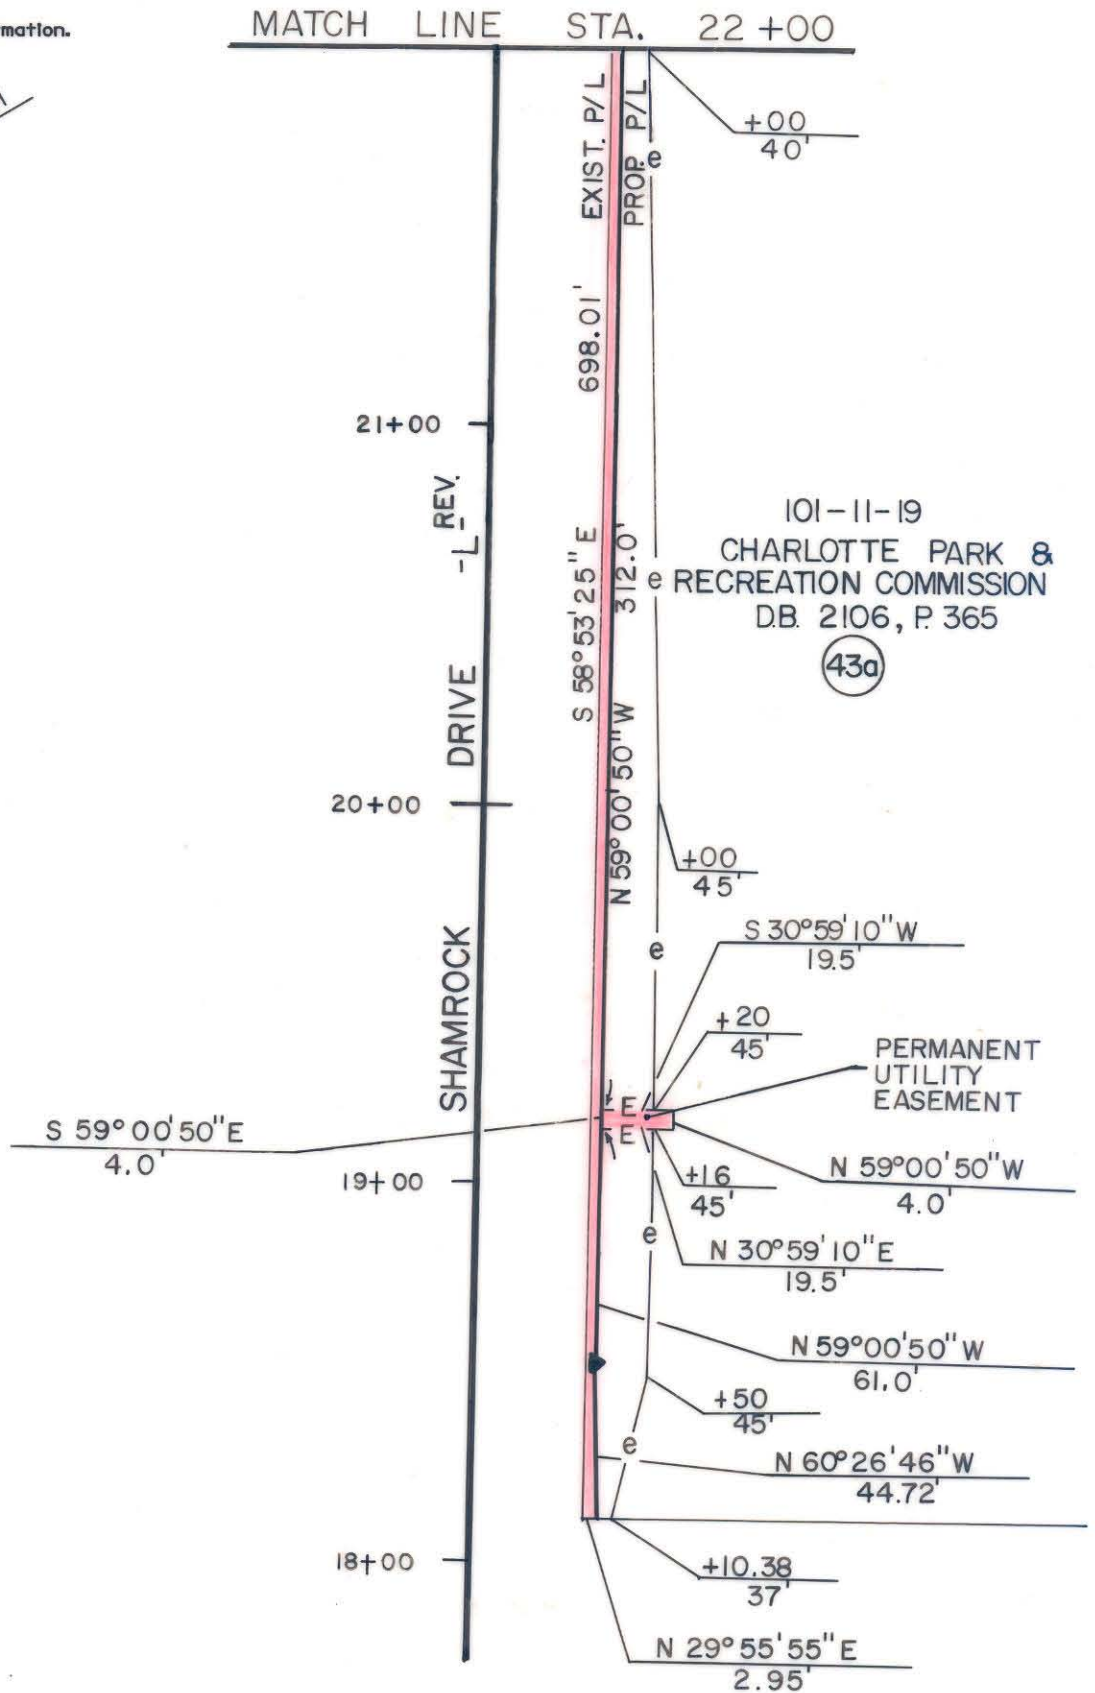 mation.
MATCH LINE STA. 22+00
EXIST. P/L
PROP. P/L
+00
40'
e
698.01'
21+00
-L- REV.
S 58°53'25" E
312.0'
e
101-11-19
CHARLOTTE PARK &
RECREATION COMMISSION
D.B. 2106, P. 365
43a
SHAMROCK DRIVE
N 59°00'50" W
20+00
+00
45'
e
S 30°59'10" W
19.5'
+20
45'
PERMANENT
UTILITY
EASEMENT
E
E
S 59°00'50" E
4.0'
19+00
+16
45'
N 59°00'50" W
4.0'
e
N 30°59'10" E
19.5'
N 59°00'50" W
61.0'
+50
45'
e
N 60°26'46" W
44.72'
18+00
+10.38
37'
N 29°55'55" E
2.95'